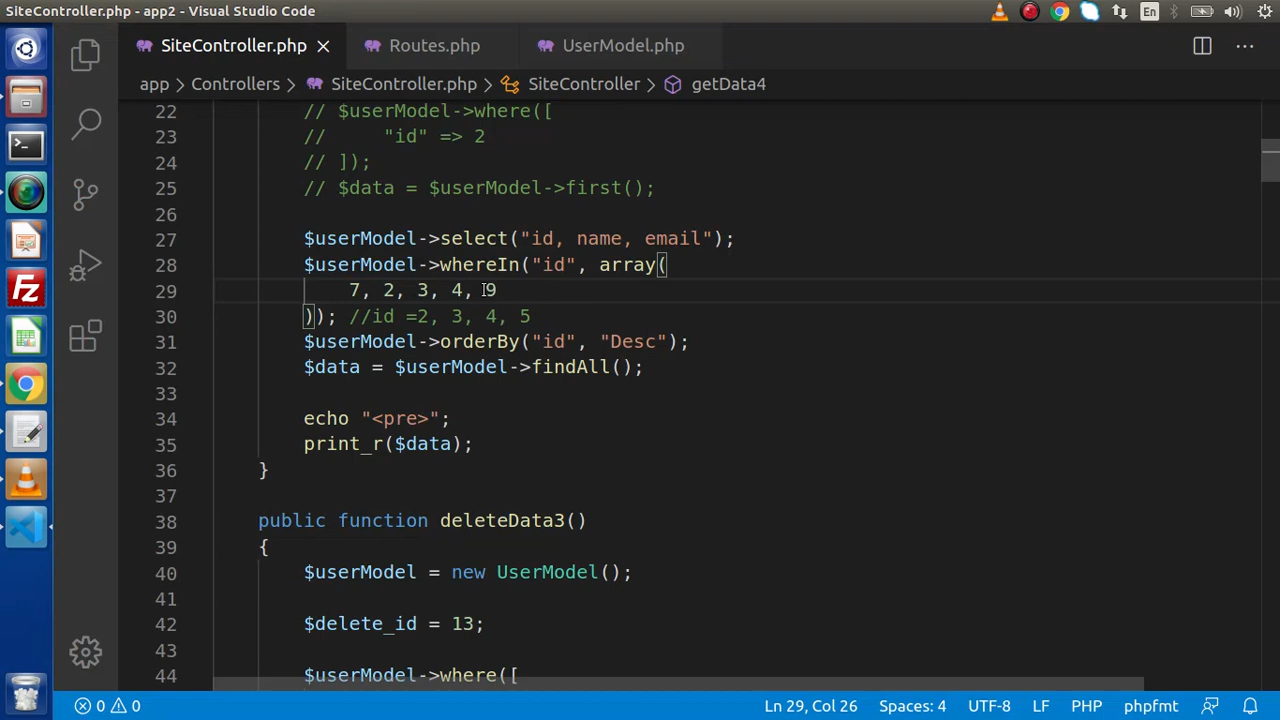 SiteController.php - app2 - Visual Studio Code
En
SiteController.php
Routes.php
UserModel.php
app > Controllers > SiteController.php > SiteController > getData4
22 // $userModel->where([
23 //     "id" => 2
24 // ]);
25 // $data = $userModel->first();
26
27 $userModel->select("id, name, email");
28 $userModel->whereIn("id", array(
29     7, 2, 3, 4, 9
30 )); //id =2, 3, 4, 5
31 $userModel->orderBy("id", "Desc");
32 $data = $userModel->findAll();
33
34 echo "<pre>";
35 print_r($data);
36 }
37
38 public function deleteData3()
39 {
40 $userModel = new UserModel();
41
42 $delete_id = 13;
43
44 $userModel->where([
0 0 Ln 29, Col 26 Spaces: 4 UTF-8 LF PHP phpfmt